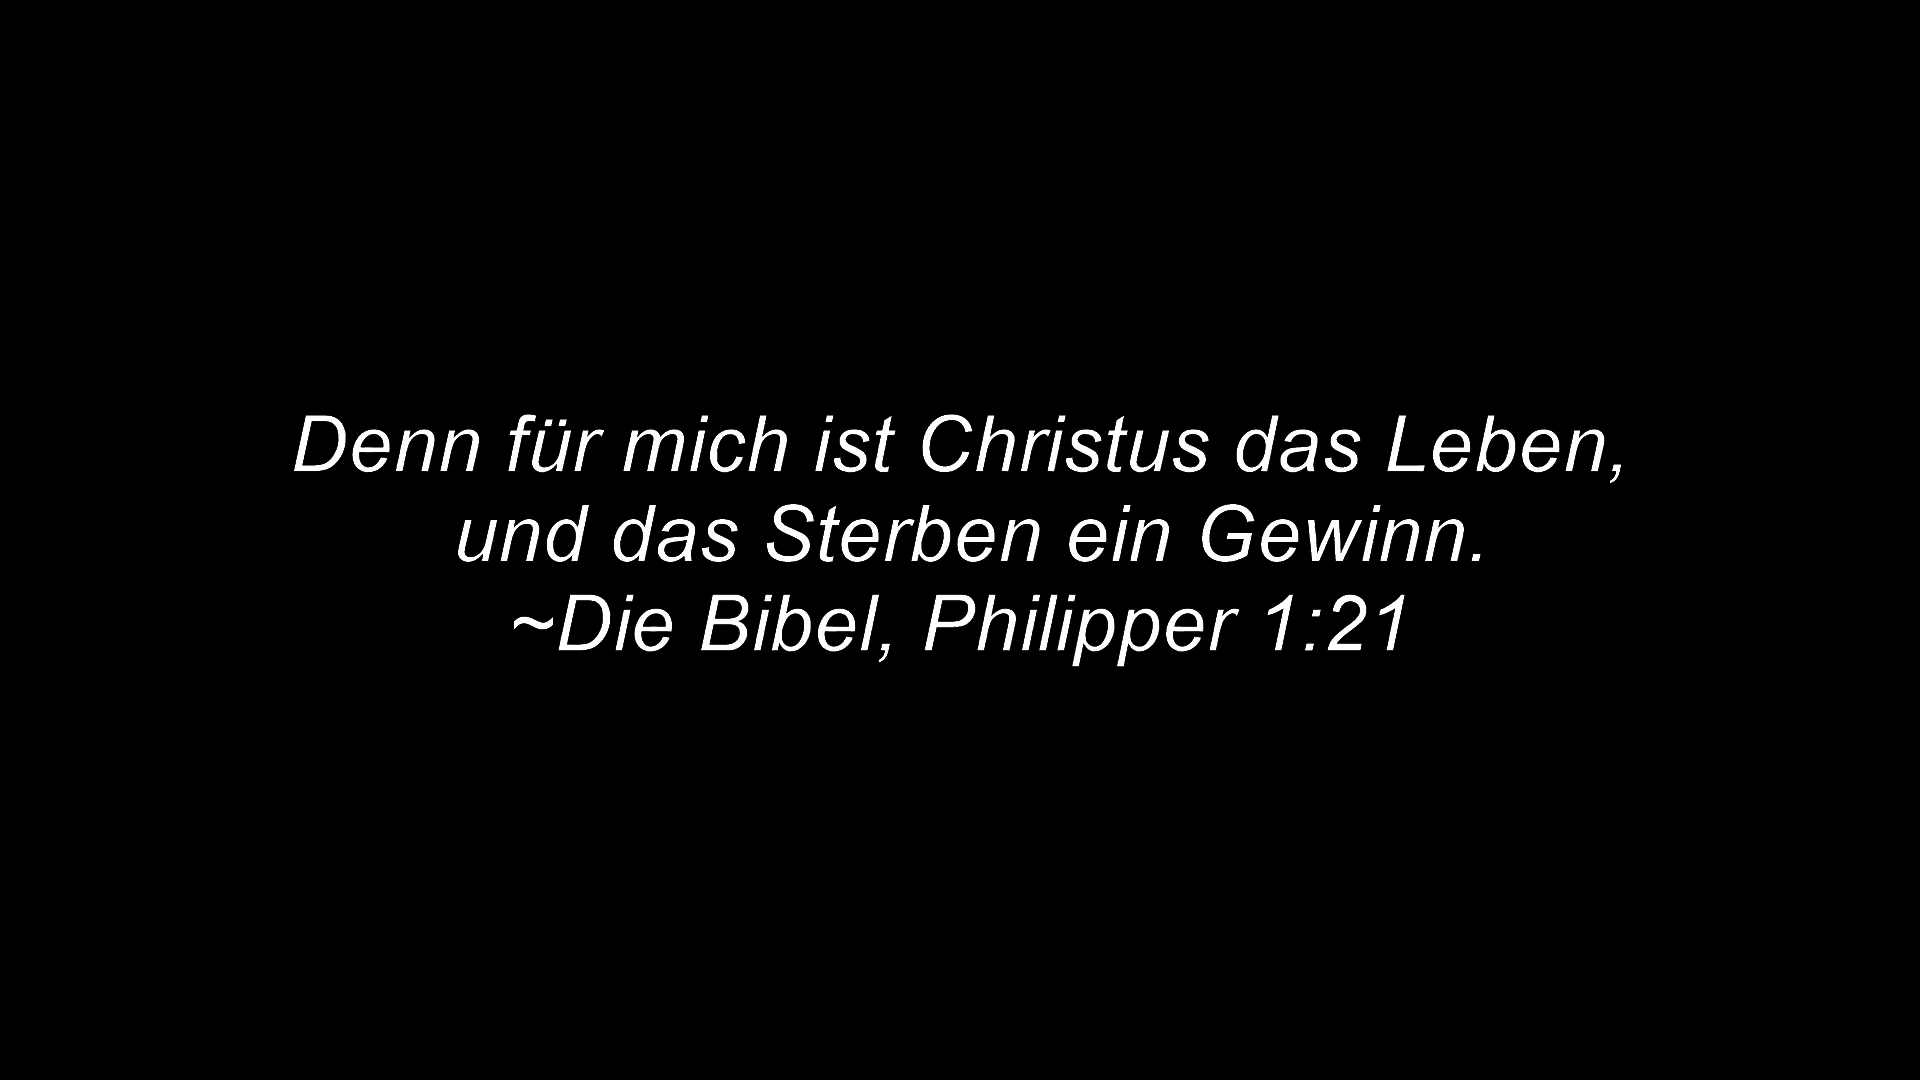 Denn für mich ist Christus das Leben,
und das Sterben ein Gewinn.
~Die Bibel, Philipper 1:21